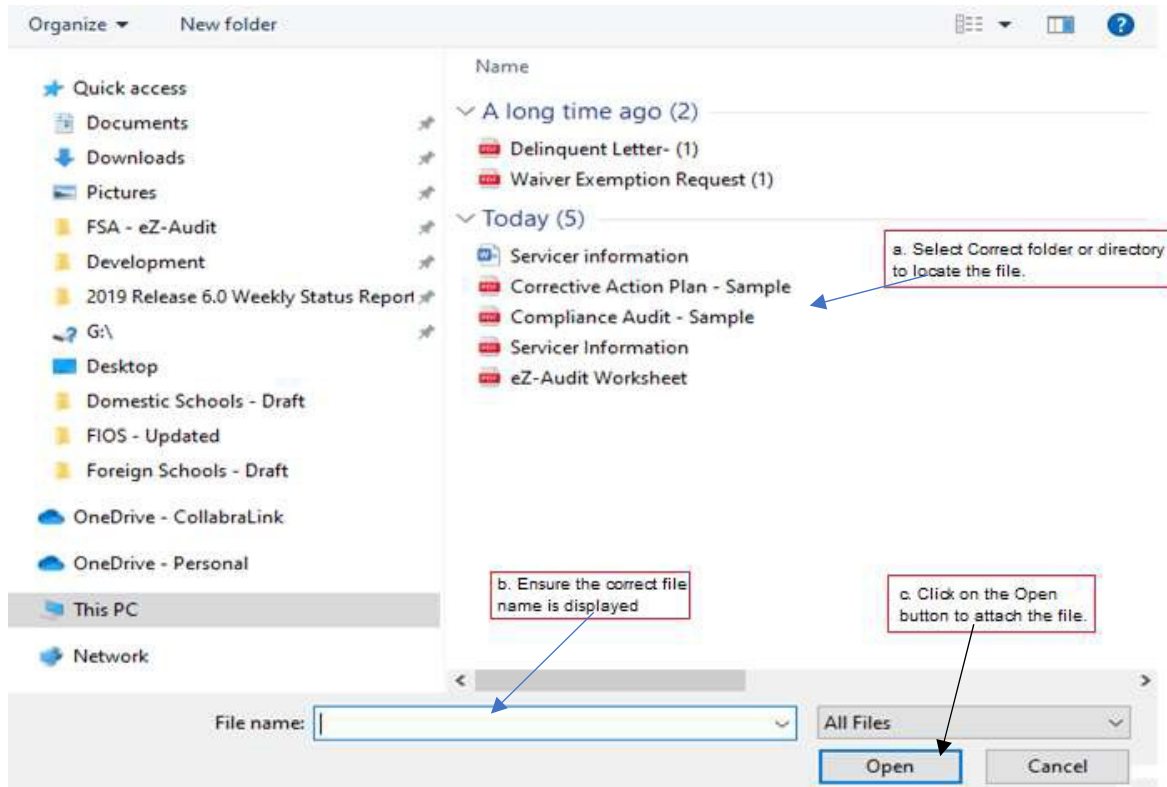 Organize New folder
Quick access
Documents
Downloads
Pictures
FSA - eZ-Audit
Development
2019 Release 6.0 Weekly Status Report
G:\
Desktop
Domestic Schools - Draft
FIOS - Updated
Foreign Schools - Draft
OneDrive - CollabraLink
OneDrive - Personal
This PC
Network
Name
A long time ago (2)
Delinquent Letter- (1)
Waiver Exemption Request (1)
Today (5)
Servicer information
Corrective Action Plan - Sample
Compliance Audit - Sample
Servicer Information
eZ-Audit Worksheet
a. Select Correct folder or directory
to locate the file.
b. Ensure the correct file
name is displayed
c. Click on the Open
button to attach the file.
File name:
All Files
Open Cancel